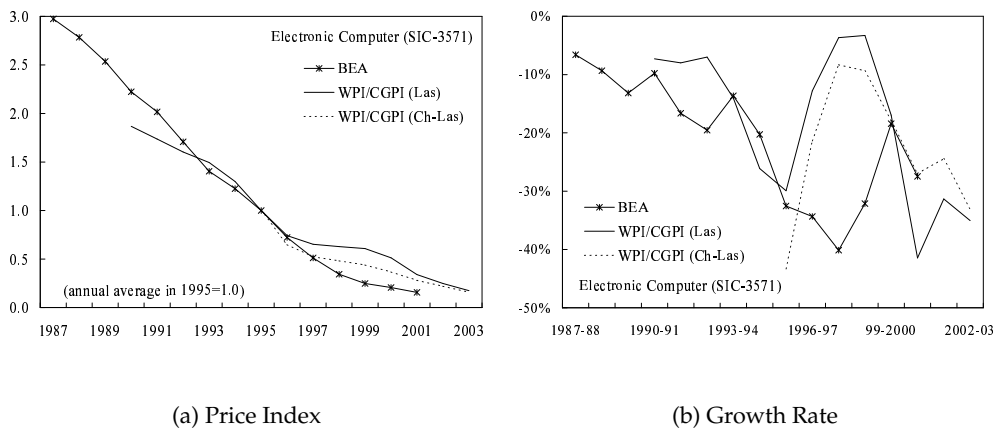 3.0
2.5
2.0
1.5
1.0
0.5
0.0
Electronic Computer (SIC-3571)
BEA
WPI/CGPI (Las)
WPI/CGPI (Ch-Las)
(annual average in 1995=1.0)
1987 1989 1991 1993 1995 1997 1999 2001 2003
(a) Price Index
0%
-10%
-20%
-30%
-40%
-50%
BEA
WPI/CGPI (Las)
WPI/CGPI (Ch-Las)
Electronic Computer (SIC-3571)
1987-88 1990-91 1993-94 1996-97 99-2000 2002-03
(b) Growth Rate